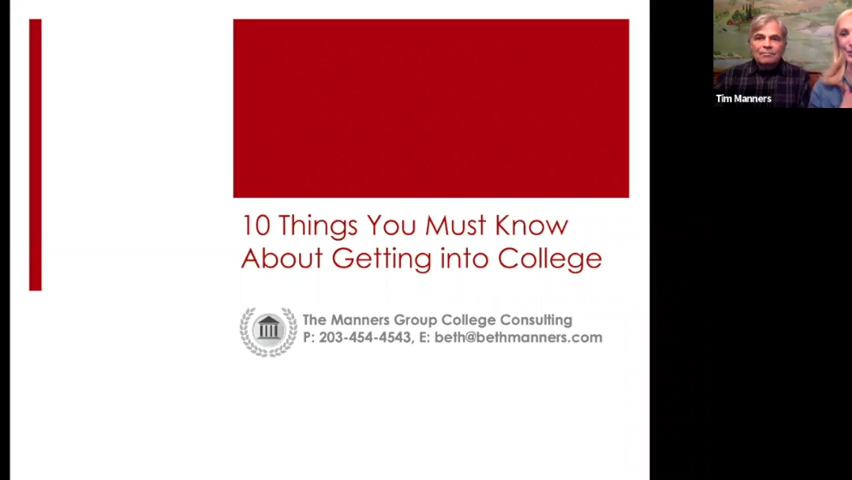 10 Things You Must Know
About Getting into College
The Manners Group College Consulting
P: 203-454-4543, E: beth@bethmanners.com
Tim Manners